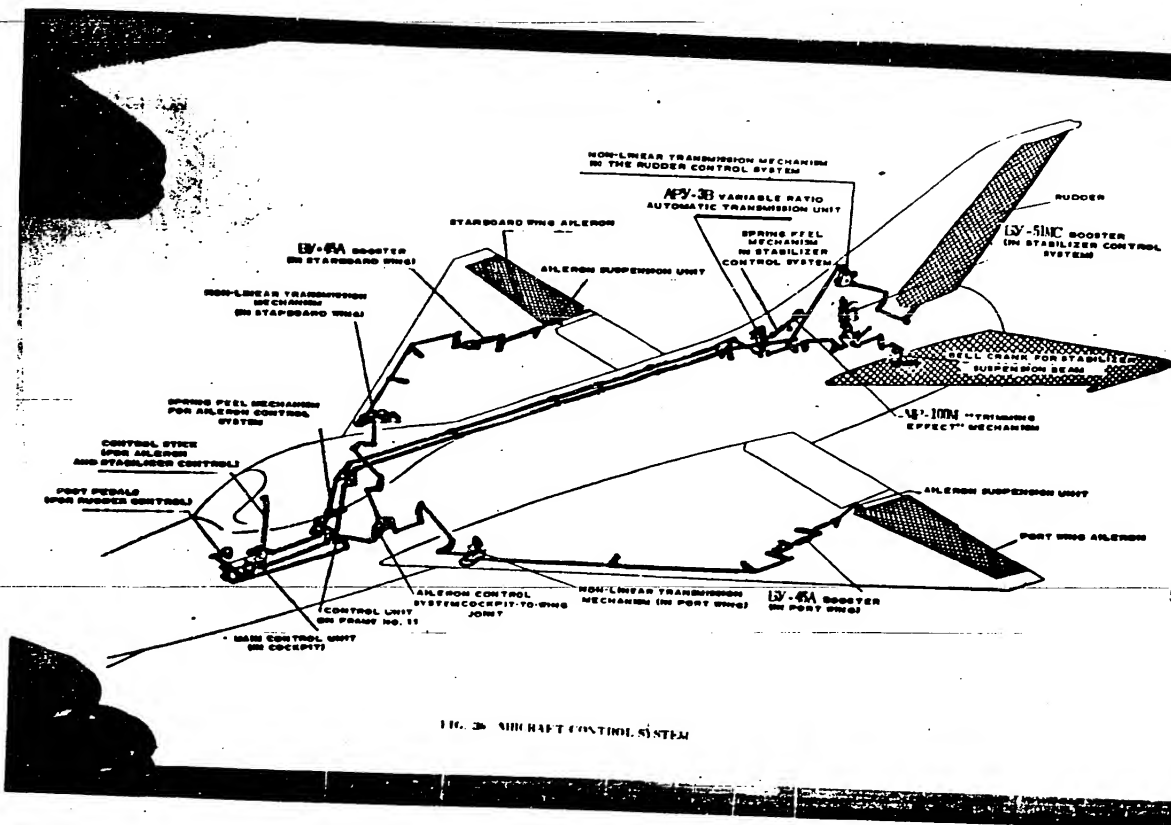 NON-LINEAR TRANSMISSION MECHANISM
IN THE RUDDER CONTROL SYSTEM
АРУ-3В VARIABLE RATIO
AUTOMATIC TRANSMISSION UNIT
SPRING FEEL
MECHANISM
IN STABILIZER
CONTROL SYSTEM
RUDDER
БУ-51МС BOOSTER
(IN STABILIZER CONTROL
SYSTEM)
STARBOARD WING AILERON
БУ-45А BOOSTER
(IN STARBOARD WING)
AILERON SUSPENSION UNIT
NON-LINEAR TRANSMISSION
MECHANISM
(IN STARBOARD WING)
SPRING FEEL MECHANISM
FOR AILERON CONTROL
SYSTEM
CONTROL STICK
(FOR AILERON
AND STABILIZER CONTROL)
FOOT PEDALS
(FOR RUDDER CONTROL)
BELL CRANK FOR STABILIZER
SUSPENSION BEAM
МР-100М "TRIMMING
EFFECT" MECHANISM
AILERON SUSPENSION UNIT
PORT WING AILERON
NON-LINEAR TRANSMISSION
MECHANISM (IN PORT WING)
БУ-45А BOOSTER
(IN PORT WING)
AILERON CONTROL
SYSTEM COCKPIT-TO-WING
JOINT
CONTROL UNIT
ON FRAME NO. 11
MAIN CONTROL UNIT
(IN COCKPIT)
FIG. AIRCRAFT CONTROL SYSTEM